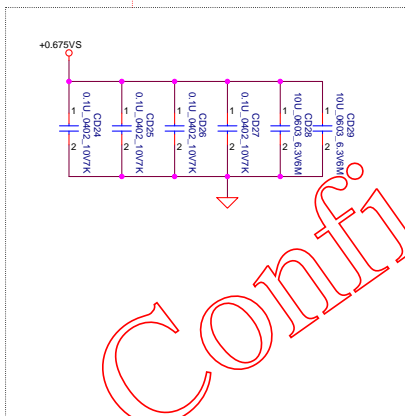 +0.675VS
1
2
CD24
0.1U_0402_10V7K
1
2
CD25
0.1U_0402_10V7K
1
2
CD26
0.1U_0402_10V7K
1
2
CD27
0.1U_0402_10V7K
1
2
CD28
10U_0603_6.3V6M
1
2
CD29
10U_0603_6.3V6M
Confi